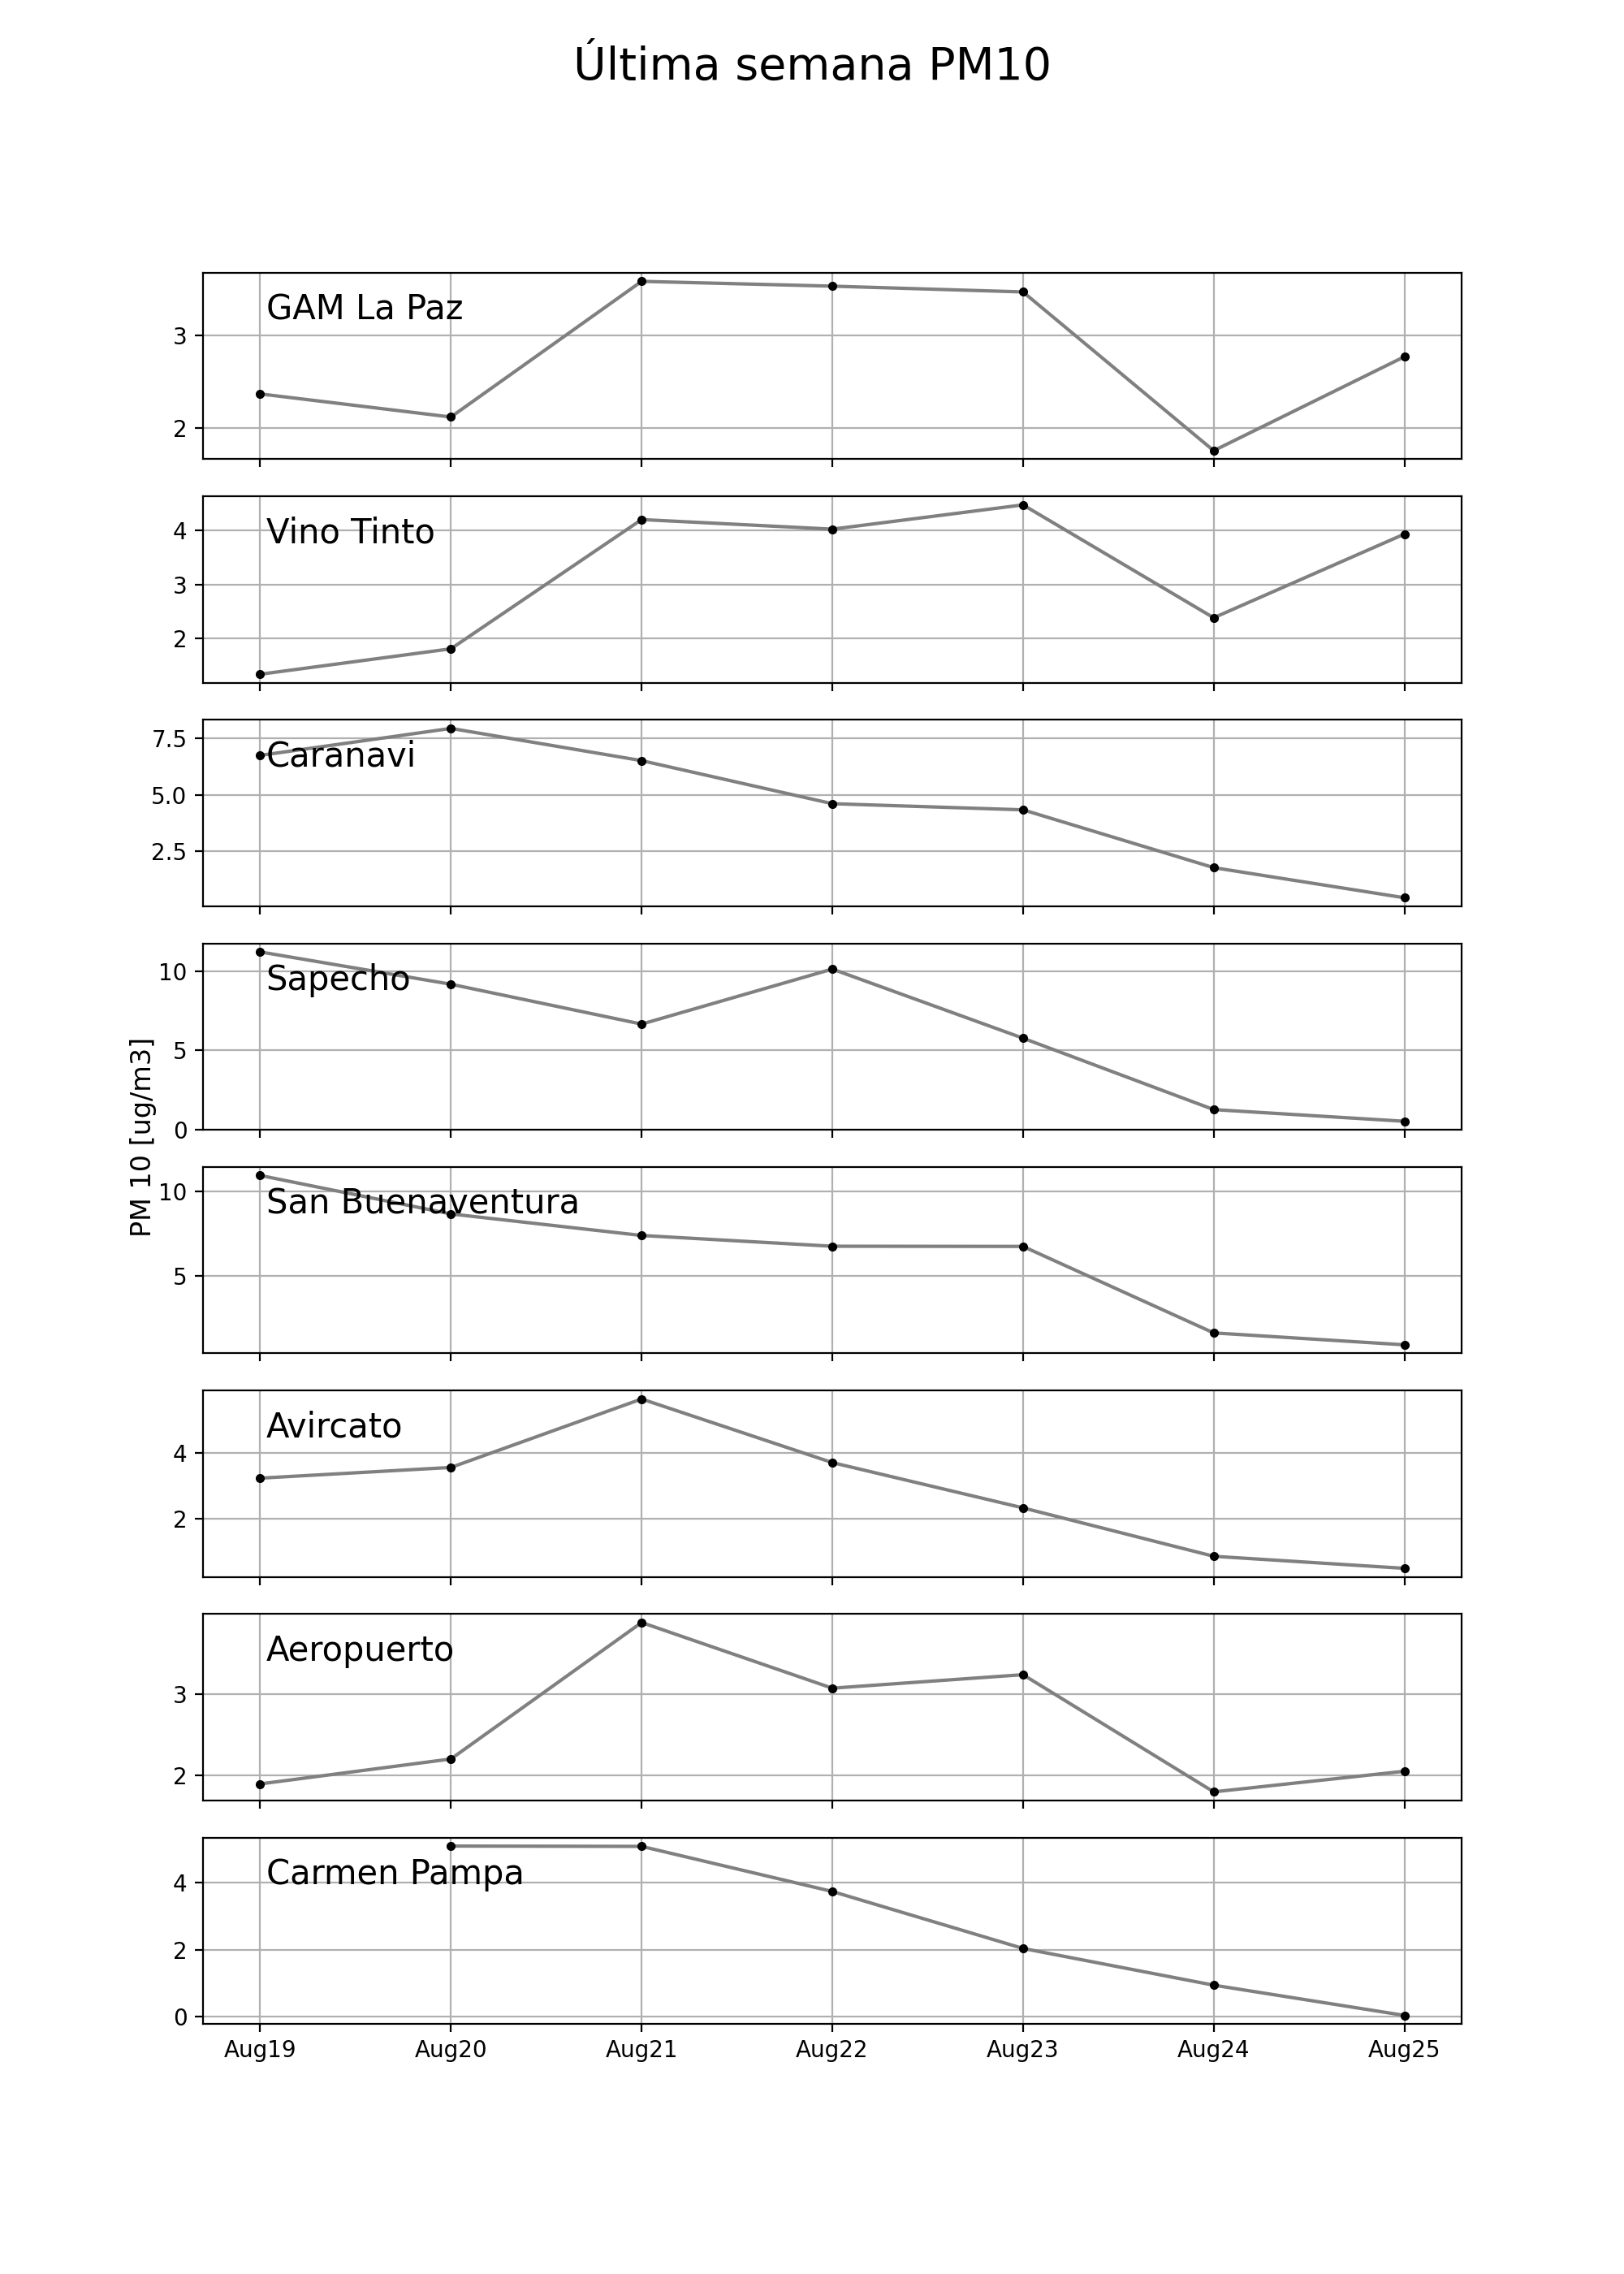 Última semana PM10
GAM La Paz
3
2
Vino Tinto
4
3
2
Caranavi
7.5
5.0
2.5
Sapecho
10
5
0
PM 10 [ug/m3]
San Buenaventura
10
5
Avircato
4
2
Aeropuerto
3
2
Carmen Pampa
4
2
0
Aug19 Aug20 Aug21 Aug22 Aug23 Aug24 Aug25